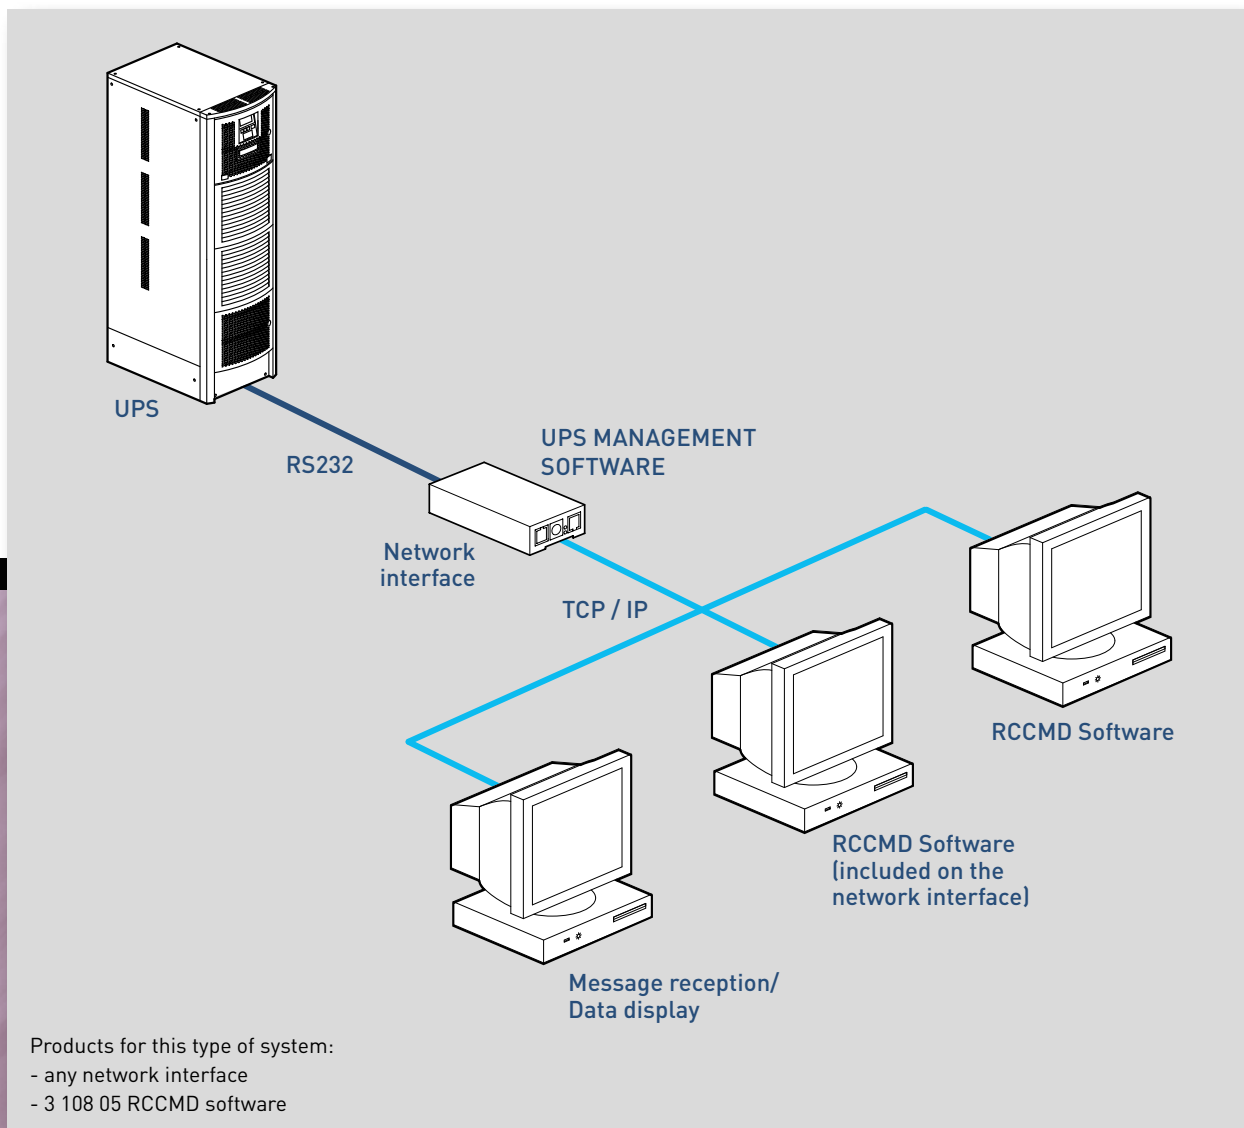 UPS
RS232
UPS MANAGEMENT
SOFTWARE
Network
interface
TCP / IP
RCCMD Software
RCCMD Software
(included on the
network interface)
Message reception/
Data display
Products for this type of system:
- any network interface
- 3 108 05 RCCMD software